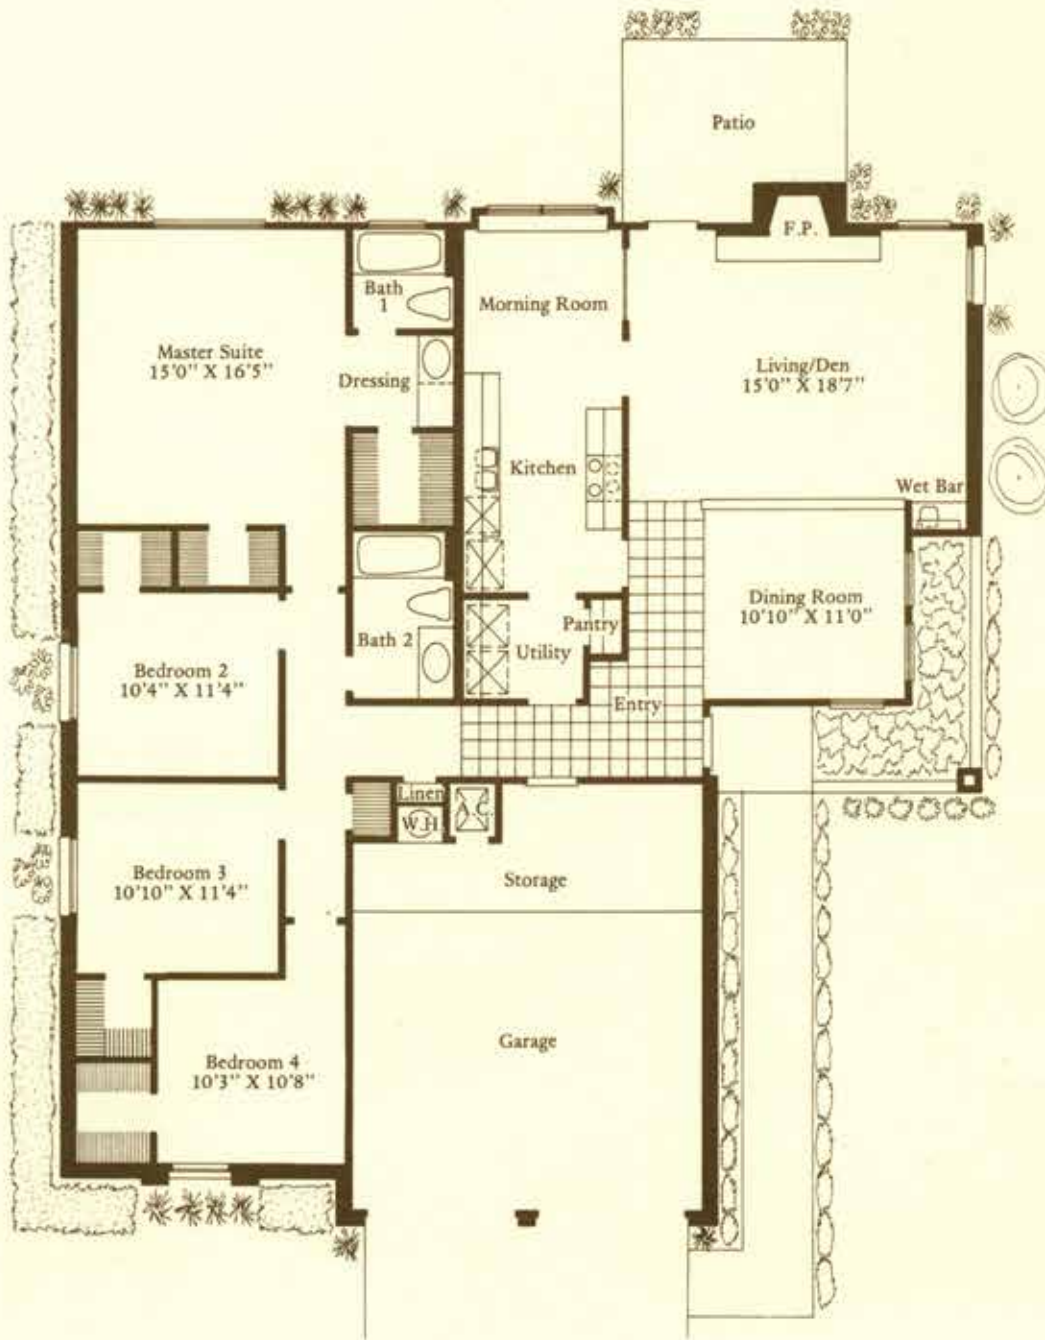 Patio
F.P.
Bath
1
Morning Room
Master Suite
15'0" X 16'5"
Dressing
Living/Den
15'0" X 18'7"
Kitchen
Wet Bar
Dining Room
10'10" X 11'0"
Pantry
Bath 2
Utility
Bedroom 2
10'4" X 11'4"
Entry
Linen
W.H
C.
Bedroom 3
10'10" X 11'4"
Storage
Garage
Bedroom 4
10'3" X 10'8"